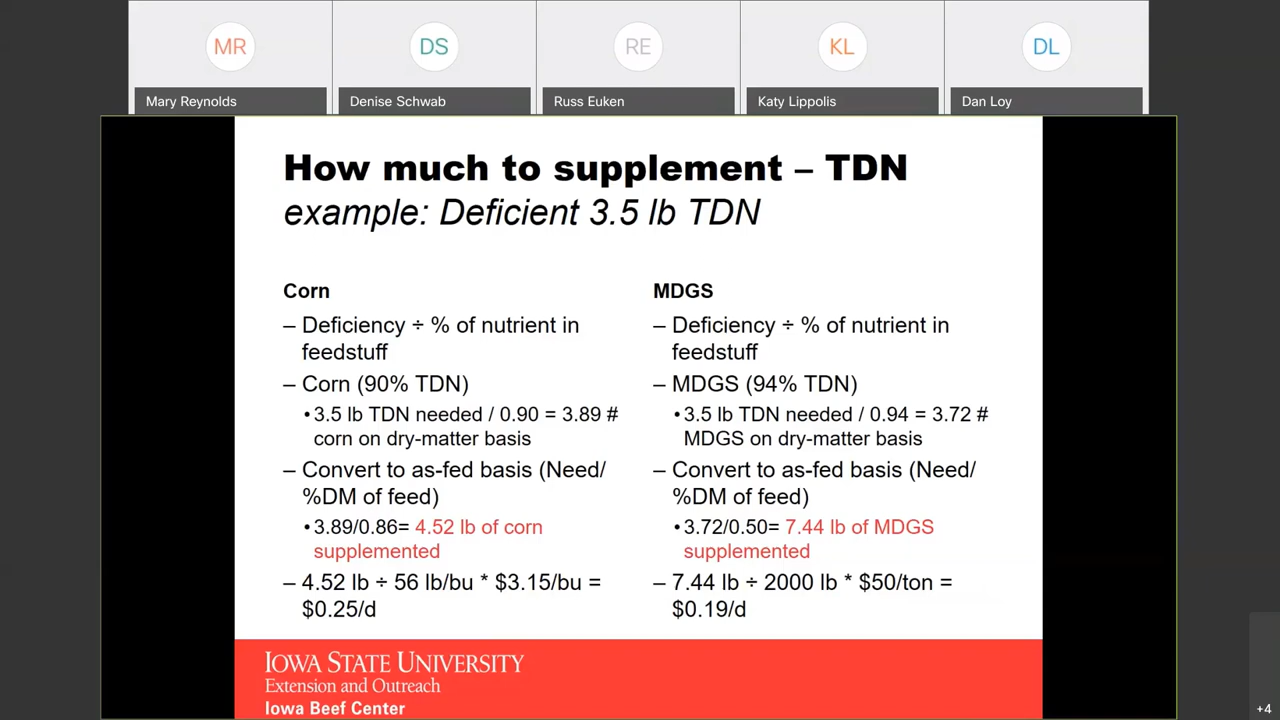 MR
DS
RE
KL
DL
Mary Reynolds
Denise Schwab
Russ Euken
Katy Lippolis
Dan Loy
How much to supplement – TDN
example: Deficient 3.5 lb TDN
Corn
– Deficiency ÷ % of nutrient in
feedstuff
– Corn (90% TDN)
•3.5 lb TDN needed / 0.90 = 3.89 #
corn on dry-matter basis
– Convert to as-fed basis (Need/
%DM of feed)
•3.89/0.86= 4.52 lb of corn
supplemented
– 4.52 lb ÷ 56 lb/bu * $3.15/bu =
$0.25/d
MDGS
– Deficiency ÷ % of nutrient in
feedstuff
– MDGS (94% TDN)
•3.5 lb TDN needed / 0.94 = 3.72 #
MDGS on dry-matter basis
– Convert to as-fed basis (Need/
%DM of feed)
•3.72/0.50= 7.44 lb of MDGS
supplemented
– 7.44 lb ÷ 2000 lb * $50/ton =
$0.19/d
IOWA STATE UNIVERSITY
Extension and Outreach
Iowa Beef Center
+4